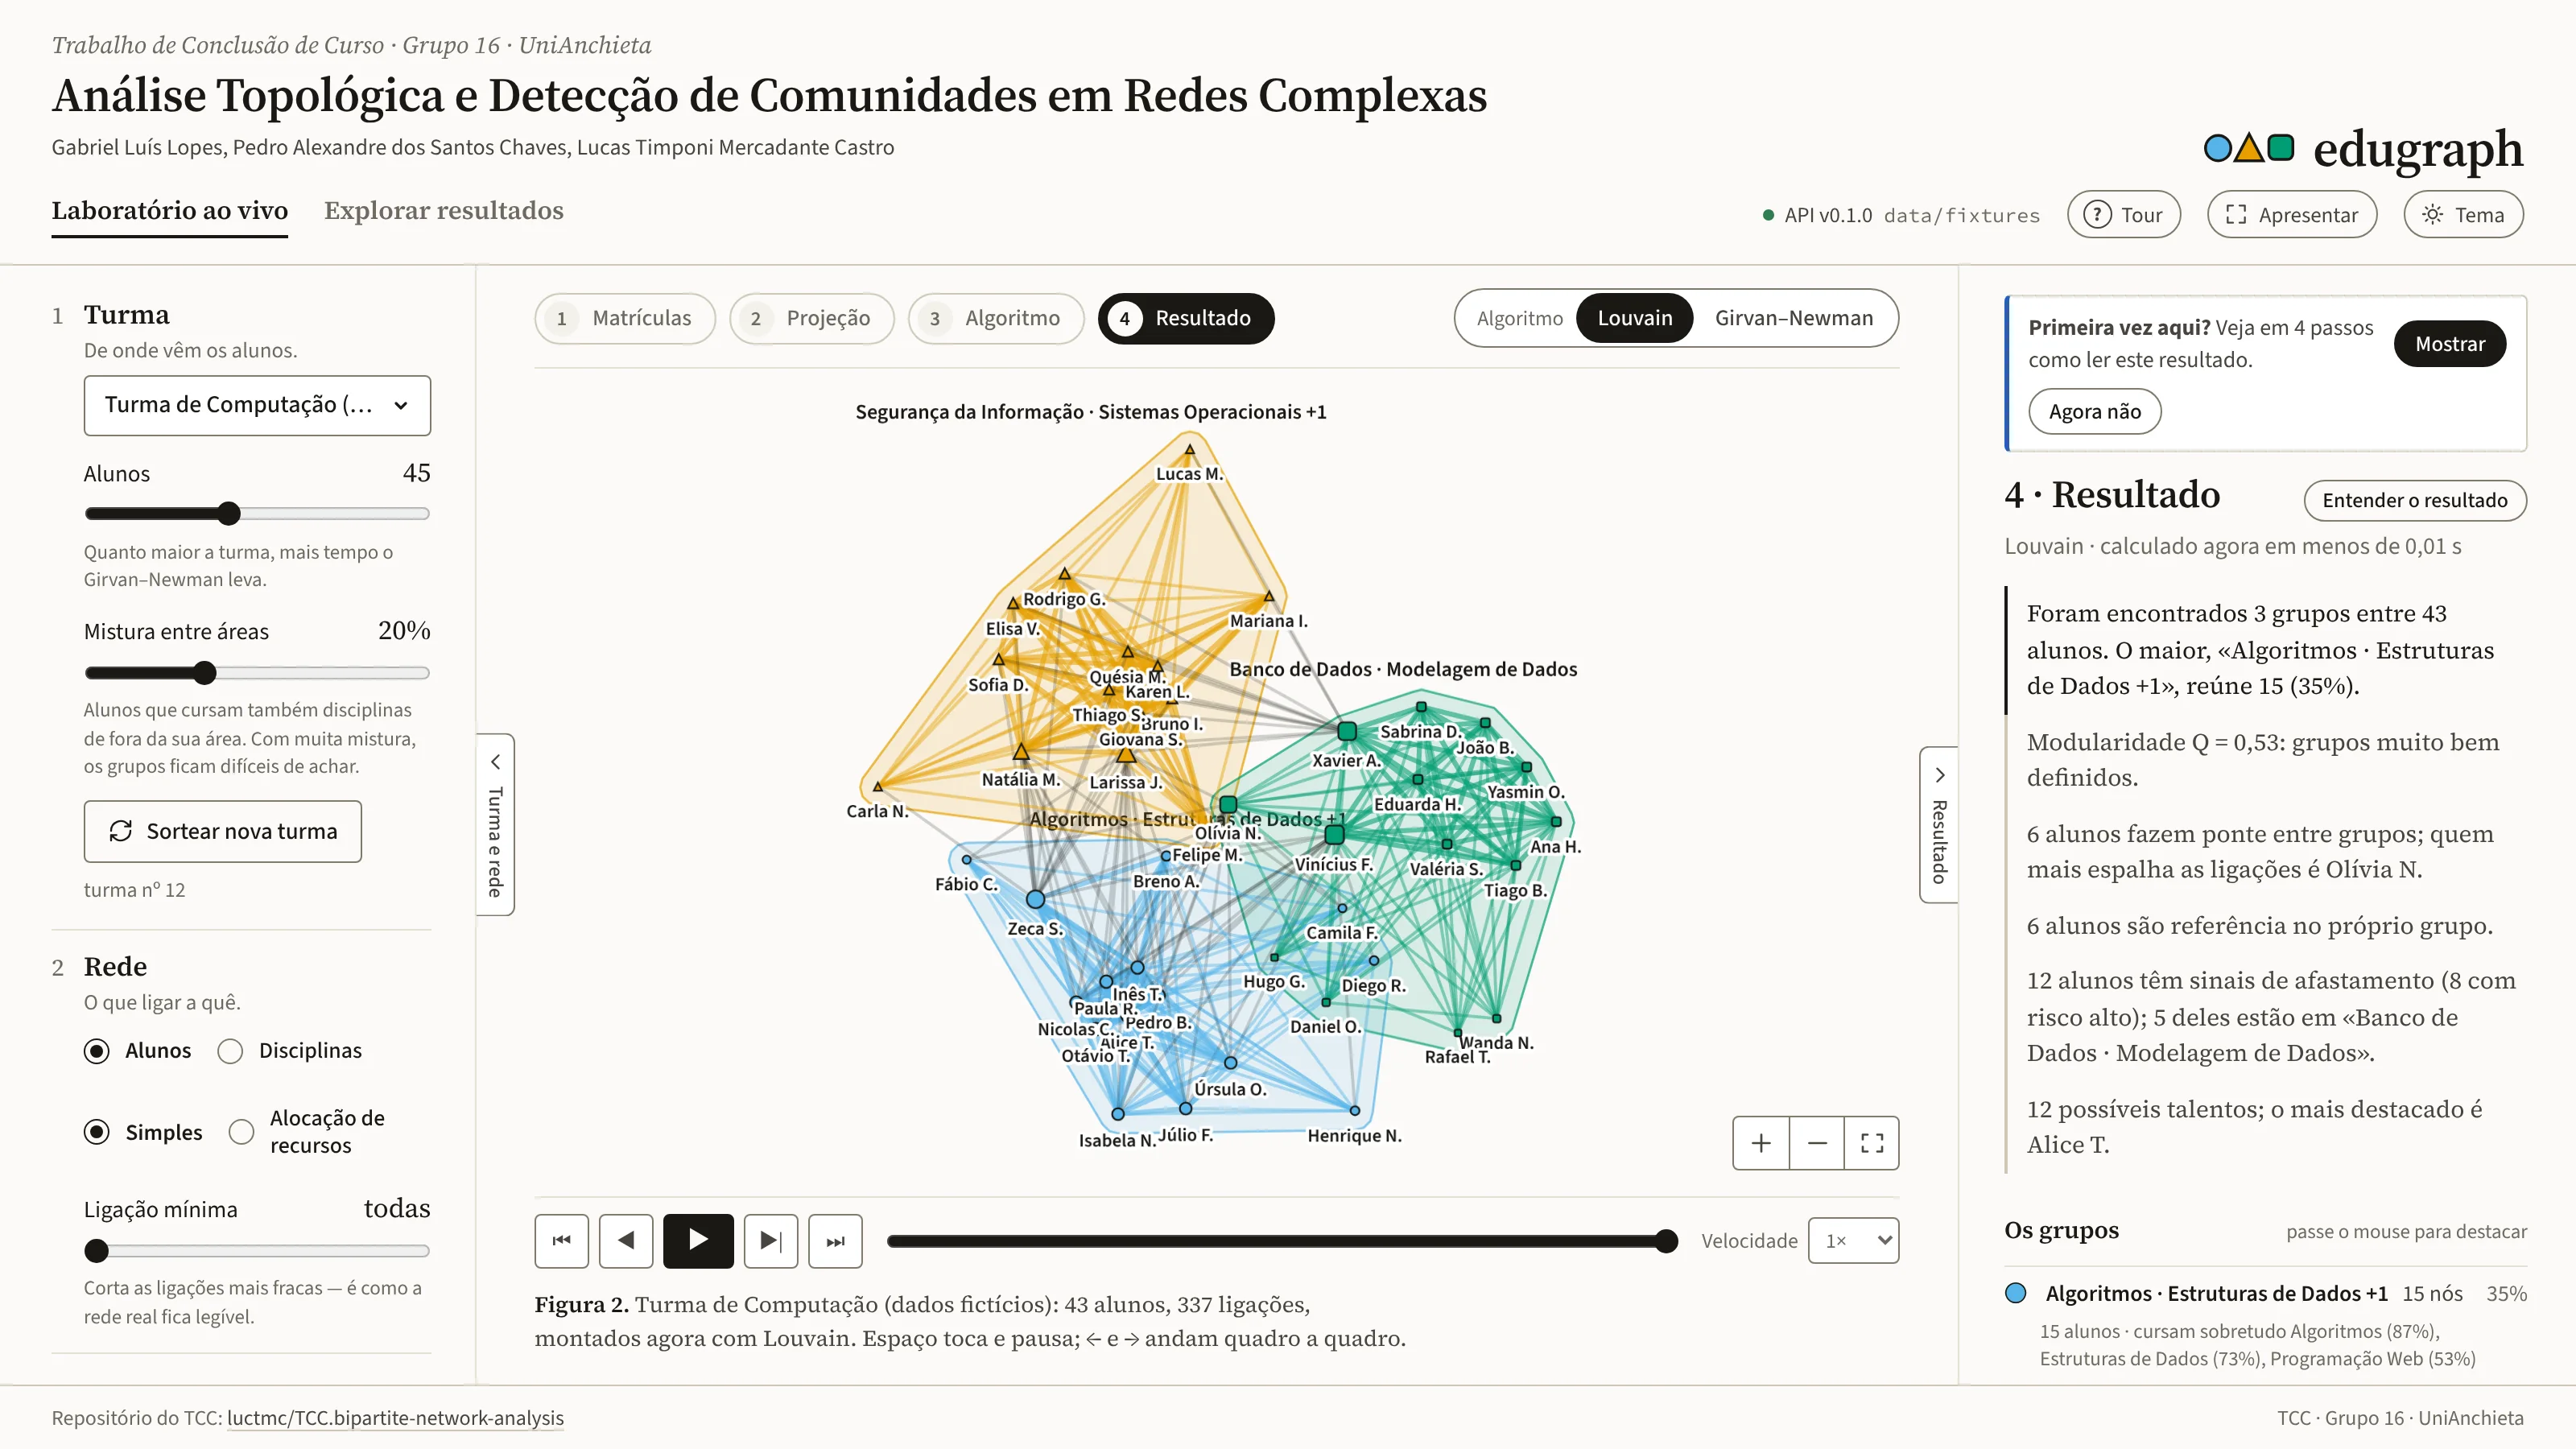 Trabalho de Conclusão de Curso · Grupo 16 · UniAnchieta
Análise Topológica e Detecção de Comunidades em Redes Complexas
Gabriel Luís Lopes, Pedro Alexandre dos Santos Chaves, Lucas Timponi Mercadante Castro
edugraph
Laboratório ao vivo
Explorar resultados
API v0.1.0 data/fixtures
? Tour
Apresentar
Tema
1 Turma
De onde vêm os alunos.
Turma de Computação (...
Alunos 45
Quanto maior a turma, mais tempo o
Girvan–Newman leva.
Mistura entre áreas 20%
Alunos que cursam também disciplinas
de fora da sua área. Com muita mistura,
os grupos ficam difíceis de achar.
Sortear nova turma
turma nº 12
2 Rede
O que ligar a quê.
Alunos
Disciplinas
Simples
Alocação de
recursos
Ligação mínima todas
Corta as ligações mais fracas — é como a
rede real fica legível.
Turma e rede
1 Matrículas
2 Projeção
3 Algoritmo
4 Resultado
Algoritmo
Louvain
Girvan–Newman
Segurança da Informação · Sistemas Operacionais +1
Lucas M.
Rodrigo G.
Elisa V.
Mariana I.
Banco de Dados · Modelagem de Dados
Quésia M.
Sofia D.
Karen L.
Thiago S.
Bruno I.
Giovana S.
Sabrina D.
João B.
Xavier A.
Natália M.
Larissa J.
Yasmin O.
Eduarda H.
Carla N.
Algoritmos · Estruturas de Dados +1
Olívia N.
Ana H.
Felipe M.
Vinícius F.
Valéria S.
Fábio C.
Breno A.
Tiago B.
Zeca S.
Camila F.
Hugo G.
Diego R.
Inês T.
Paula R.
Pedro B.
Nicolas C.
Daniel O.
Alice T.
Otávio T.
Wanda N.
Rafael T.
Úrsula O.
Isabela N.
Júlio F.
Henrique N.
Velocidade 1×
Figura 2. Turma de Computação (dados fictícios): 43 alunos, 337 ligações,
montados agora com Louvain. Espaço toca e pausa; ← e → andam quadro a quadro.
Resultado
Primeira vez aqui? Veja em 4 passos
como ler este resultado.
Mostrar
Agora não
4 · Resultado
Entender o resultado
Louvain · calculado agora em menos de 0,01 s
Foram encontrados 3 grupos entre 43
alunos. O maior, «Algoritmos · Estruturas
de Dados +1», reúne 15 (35%).
Modularidade Q = 0,53: grupos muito bem
definidos.
6 alunos fazem ponte entre grupos; quem
mais espalha as ligações é Olívia N.
6 alunos são referência no próprio grupo.
12 alunos têm sinais de afastamento (8 com
risco alto); 5 deles estão em «Banco de
Dados · Modelagem de Dados».
12 possíveis talentos; o mais destacado é
Alice T.
Os grupos
passe o mouse para destacar
Algoritmos · Estruturas de Dados +1 15 nós 35%
15 alunos · cursam sobretudo Algoritmos (87%),
Estruturas de Dados (73%), Programação Web (53%)
Repositório do TCC: luctmc/TCC.bipartite-network-analysis
TCC · Grupo 16 · UniAnchieta